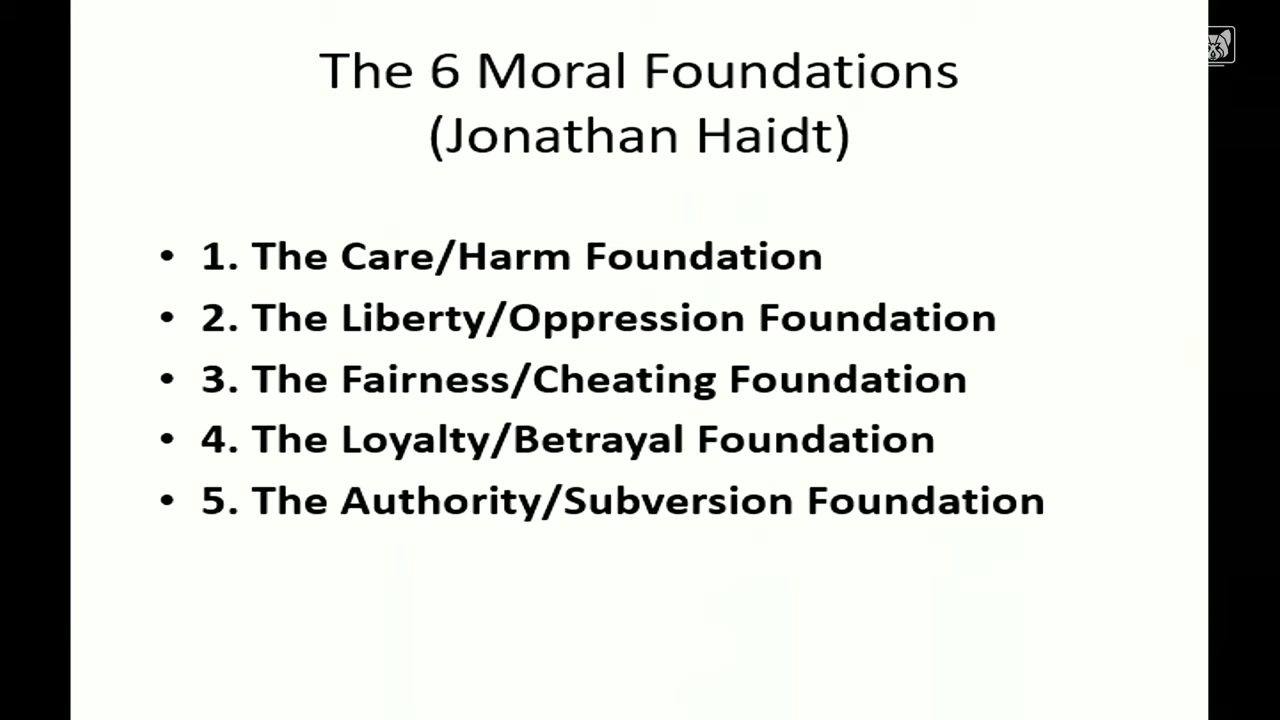 The 6 Moral Foundations
(Jonathan Haidt)
• 1. The Care/Harm Foundation
• 2. The Liberty/Oppression Foundation
• 3. The Fairness/Cheating Foundation
• 4. The Loyalty/Betrayal Foundation
• 5. The Authority/Subversion Foundation